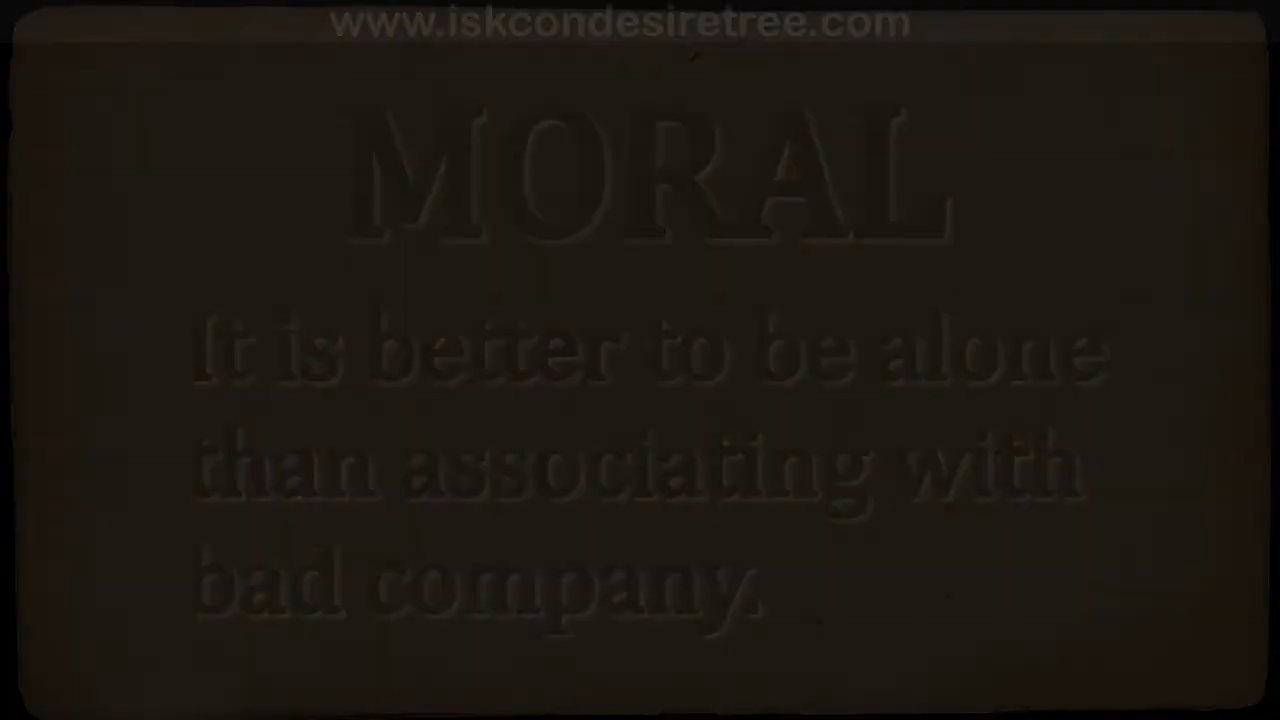 www.iskcondesiretree.com
MORAL
It is better to be alone
than associating with
bad company.